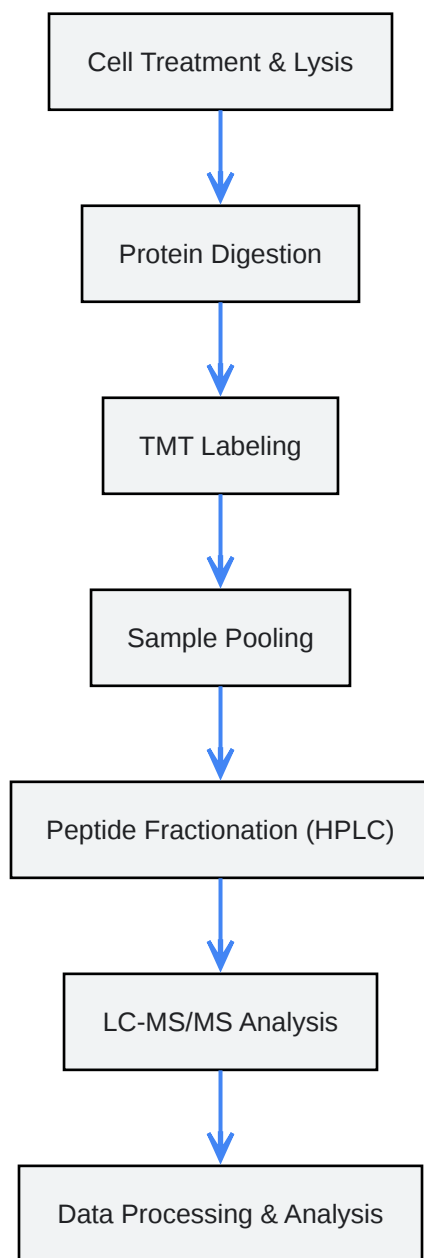 Cell Treatment & Lysis
Protein Digestion
TMT Labeling
Sample Pooling
Peptide Fractionation (HPLC)
LC-MS/MS Analysis
Data Processing & Analysis